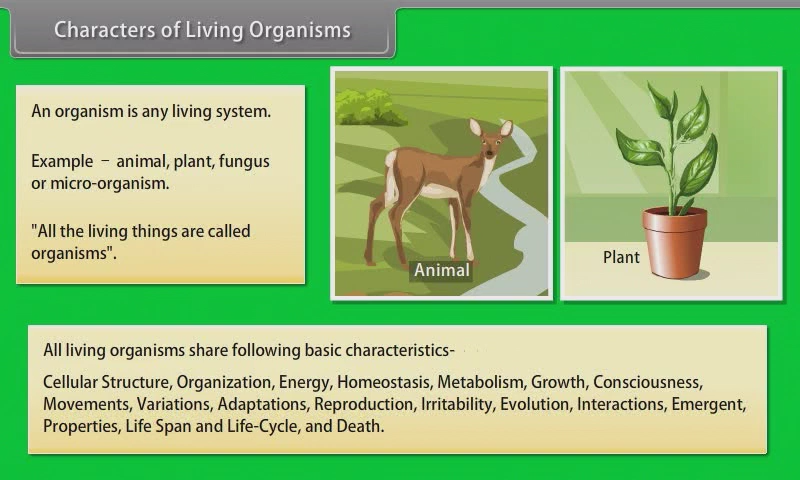 Characters of Living Organisms
An organism is any living system.
Example – animal, plant, fungus
or micro-organism.
"All the living things are called
organisms".
Animal
Plant
All living organisms share following basic characteristics-
Cellular Structure, Organization, Energy, Homeostasis, Metabolism, Growth, Consciousness,
Movements, Variations, Adaptations, Reproduction, Irritability, Evolution, Interactions, Emergent,
Properties, Life Span and Life-Cycle, and Death.